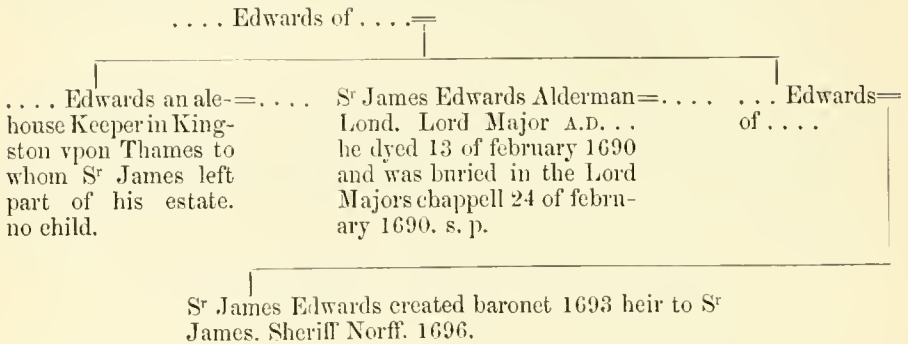 . . . . Edwards of . . . .=
. . . . Edwards an ale-=. . . .
house Keeper in King-
ston vpon Thames to
whom Sr James left
part of his estate.
no child.
Sr James Edwards Alderman=. . . .
Lond. Lord Major A.D. . .
he dyed 13 of february 1690
and was buried in the Lord
Majors chappell 24 of febru-
ary 1690. s. p.
. . . Edwards=
of . . . .
Sr James Edwards created baronet 1693 heir to Sr
James. Sheriff Norff. 1696.